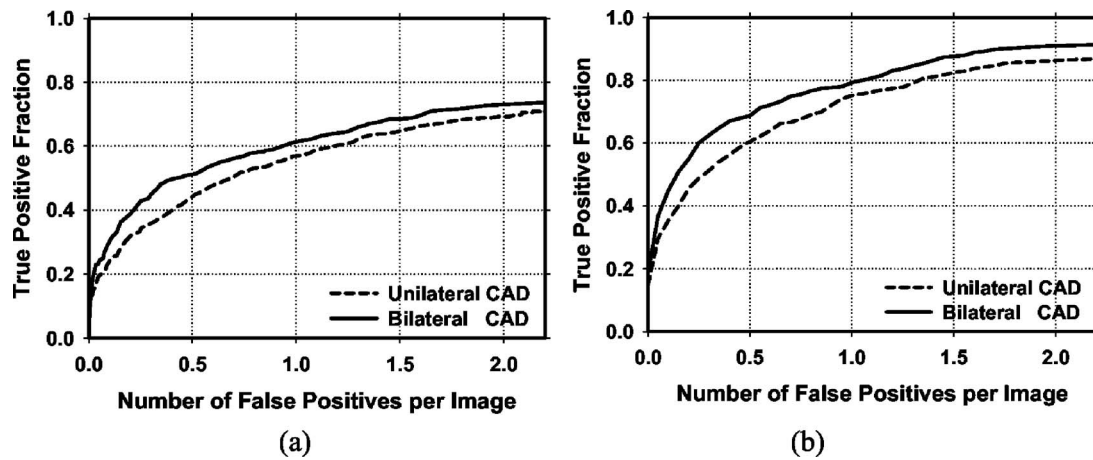 1.0
0.8
0.6
0.4
0.2
0.0
True Positive Fraction
Unilateral CAD
Bilateral CAD
0.0 0.5 1.0 1.5 2.0
Number of False Positives per Image
(a)
1.0
0.8
0.6
0.4
0.2
0.0
True Positive Fraction
Unilateral CAD
Bilateral CAD
0.0 0.5 1.0 1.5 2.0
Number of False Positives per Image
(b)